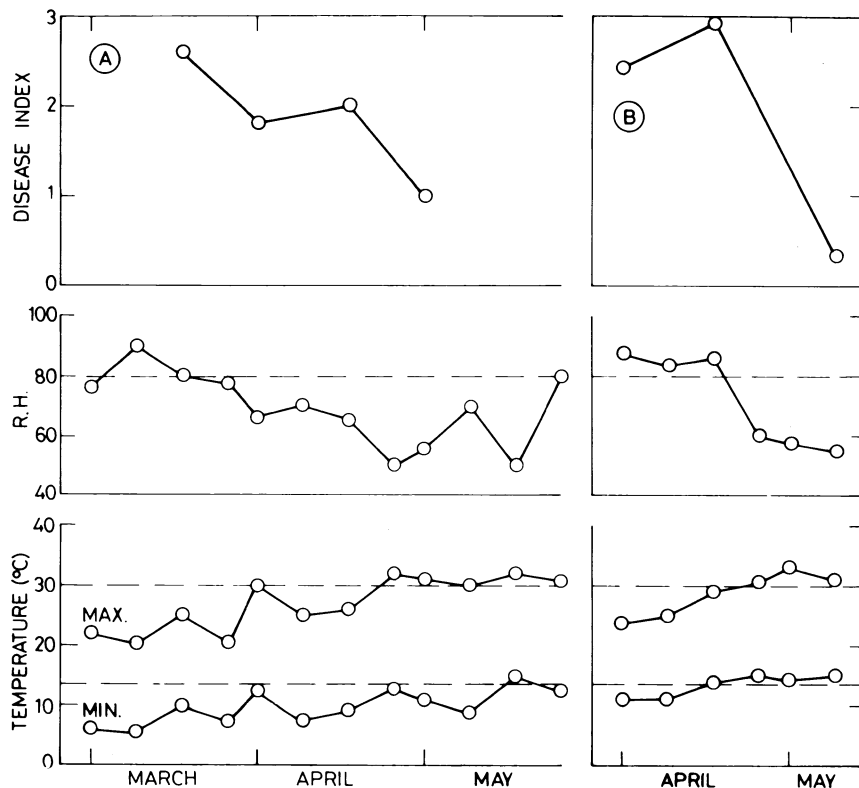 DISEASE INDEX
3
2
1
0
A
B
R.H.
100
80
60
40
TEMPERATURE (°C)
40
30
20
10
0
MAX.
MIN.
MARCH APRIL MAY
APRIL MAY